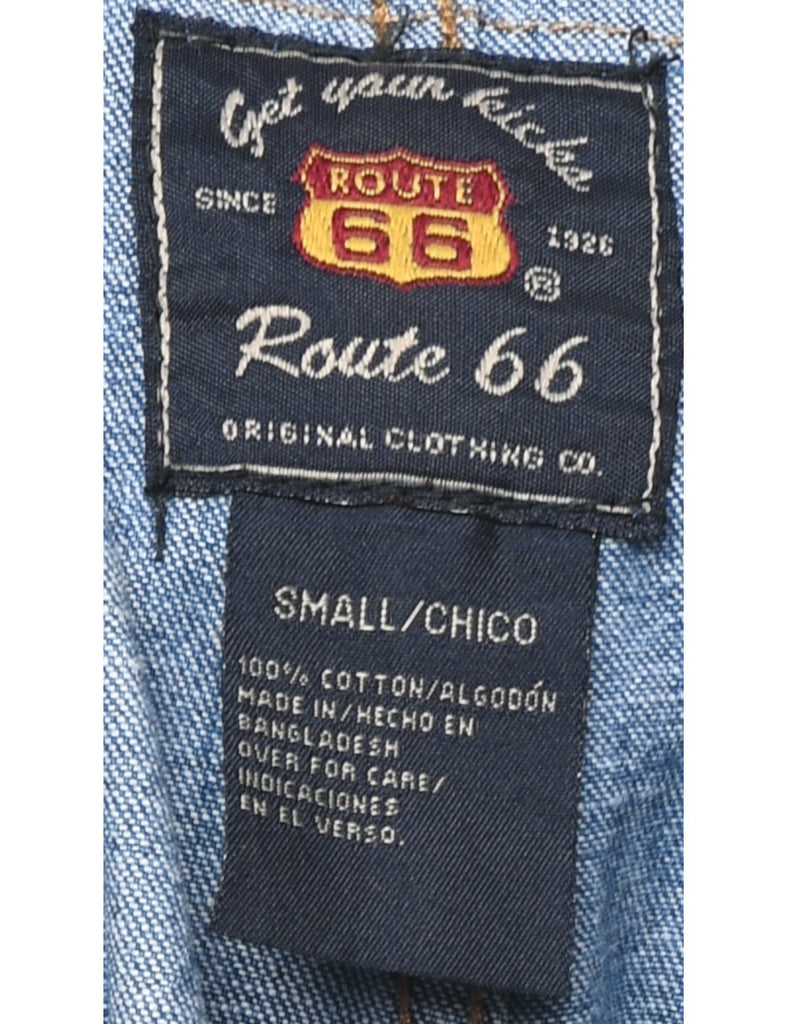 Get your kicks
ROUTE
SINCE 66 1926
®
Route 66
ORIGINAL CLOTHING CO.
SMALL/CHICO
100% COTTON/ALGODÓN
MADE IN/HECHO EN
BANGLADESH
OVER FOR CARE/
INDICACIONES
EN EL VERSO.